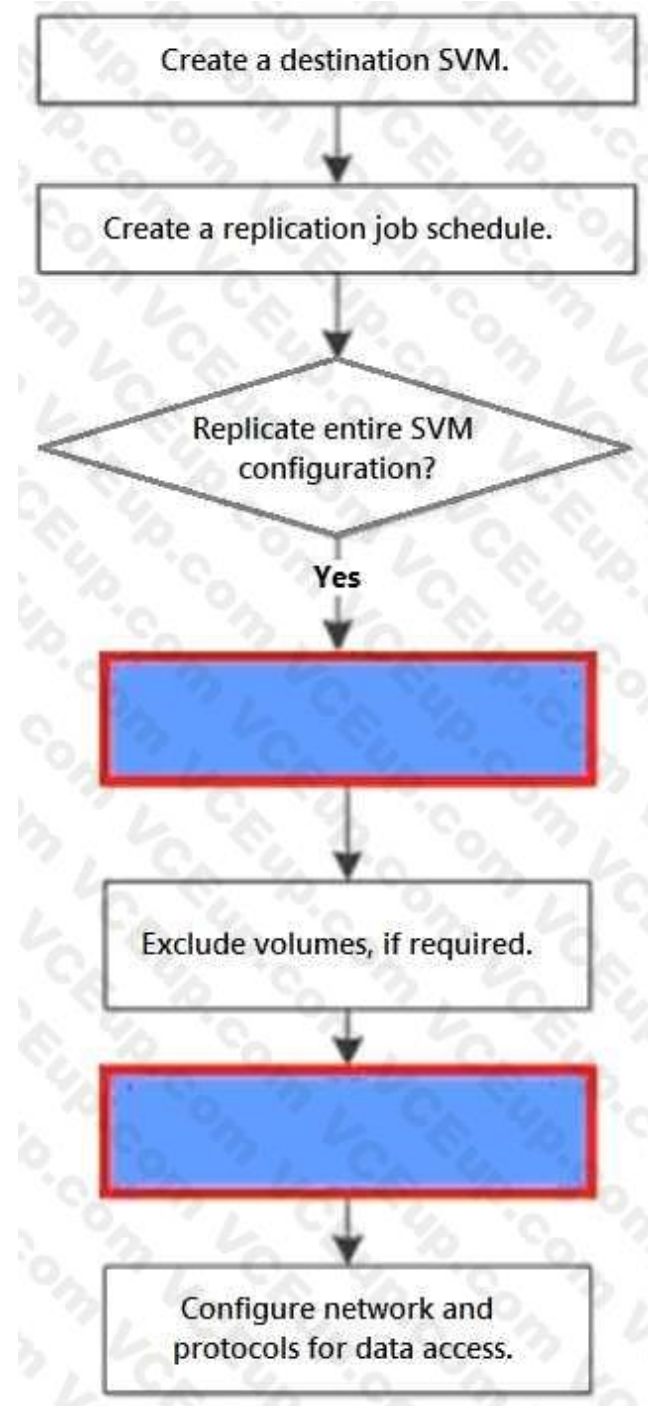 Create a destination SVM.
Create a replication job schedule.
Replicate entire SVM
configuration?
Yes
Exclude volumes, if required.
Configure network and
protocols for data access.